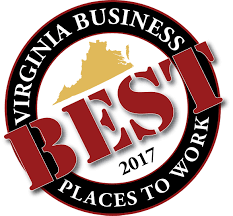 VIRGINIA BUSINESS
BEST
2017
PLACES TO WORK